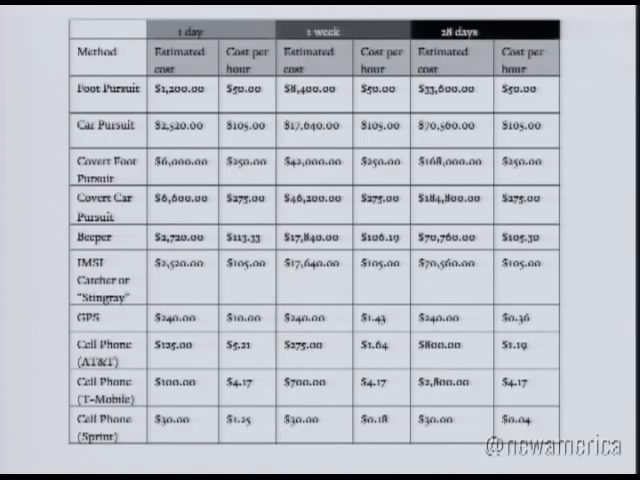 1 day 1 week 28 days
Method Estimated cost Cost per hour Estimated cost Cost per hour Estimated cost Cost per hour
Foot Pursuit $1,200.00 $50.00 $8,400.00 $50.00 $33,600.00 $50.00
Car Pursuit $2,520.00 $105.00 $17,640.00 $105.00 $70,560.00 $105.00
Covert Foot Pursuit $6,000.00 $250.00 $42,000.00 $250.00 $168,000.00 $250.00
Covert Car Pursuit $6,600.00 $275.00 $46,200.00 $275.00 $184,800.00 $275.00
Beeper $2,720.00 $113.33 $17,840.00 $106.19 $70,760.00 $105.30
IMSI Catcher or "Stingray" $2,520.00 $105.00 $17,640.00 $105.00 $70,560.00 $105.00
GPS $240.00 $10.00 $240.00 $1.43 $240.00 $0.36
Cell Phone (AT&T) $125.00 $5.21 $275.00 $1.64 $800.00 $1.19
Cell Phone (T-Mobile) $100.00 $4.17 $700.00 $4.17 $2,800.00 $4.17
Cell Phone (Sprint) $30.00 $1.25 $30.00 $0.18 $30.00 $0.04
@newamerica